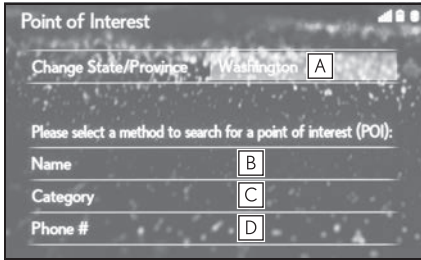 Point of Interest
Change State/Province Washington A
Please select a method to search for a point of interest (POI):
Name B
Category C
Phone # D